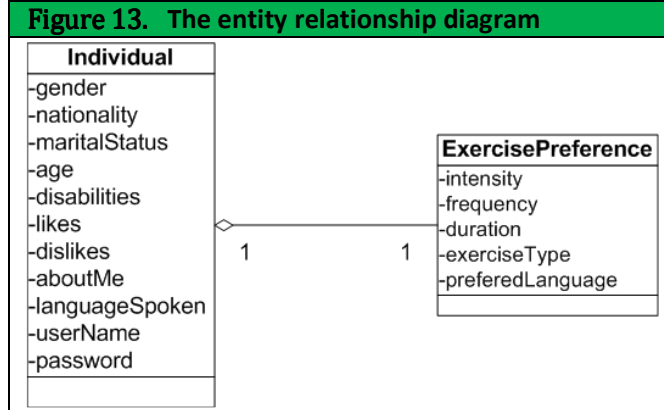 Figure 13. The entity relationship diagram
Individual
-gender
-nationality
-maritalStatus
-age
-disabilities
-likes
-dislikes
-aboutMe
-languageSpoken
-userName
-password
1
1
ExercisePreference
-intensity
-frequency
-duration
-exerciseType
-preferedLanguage